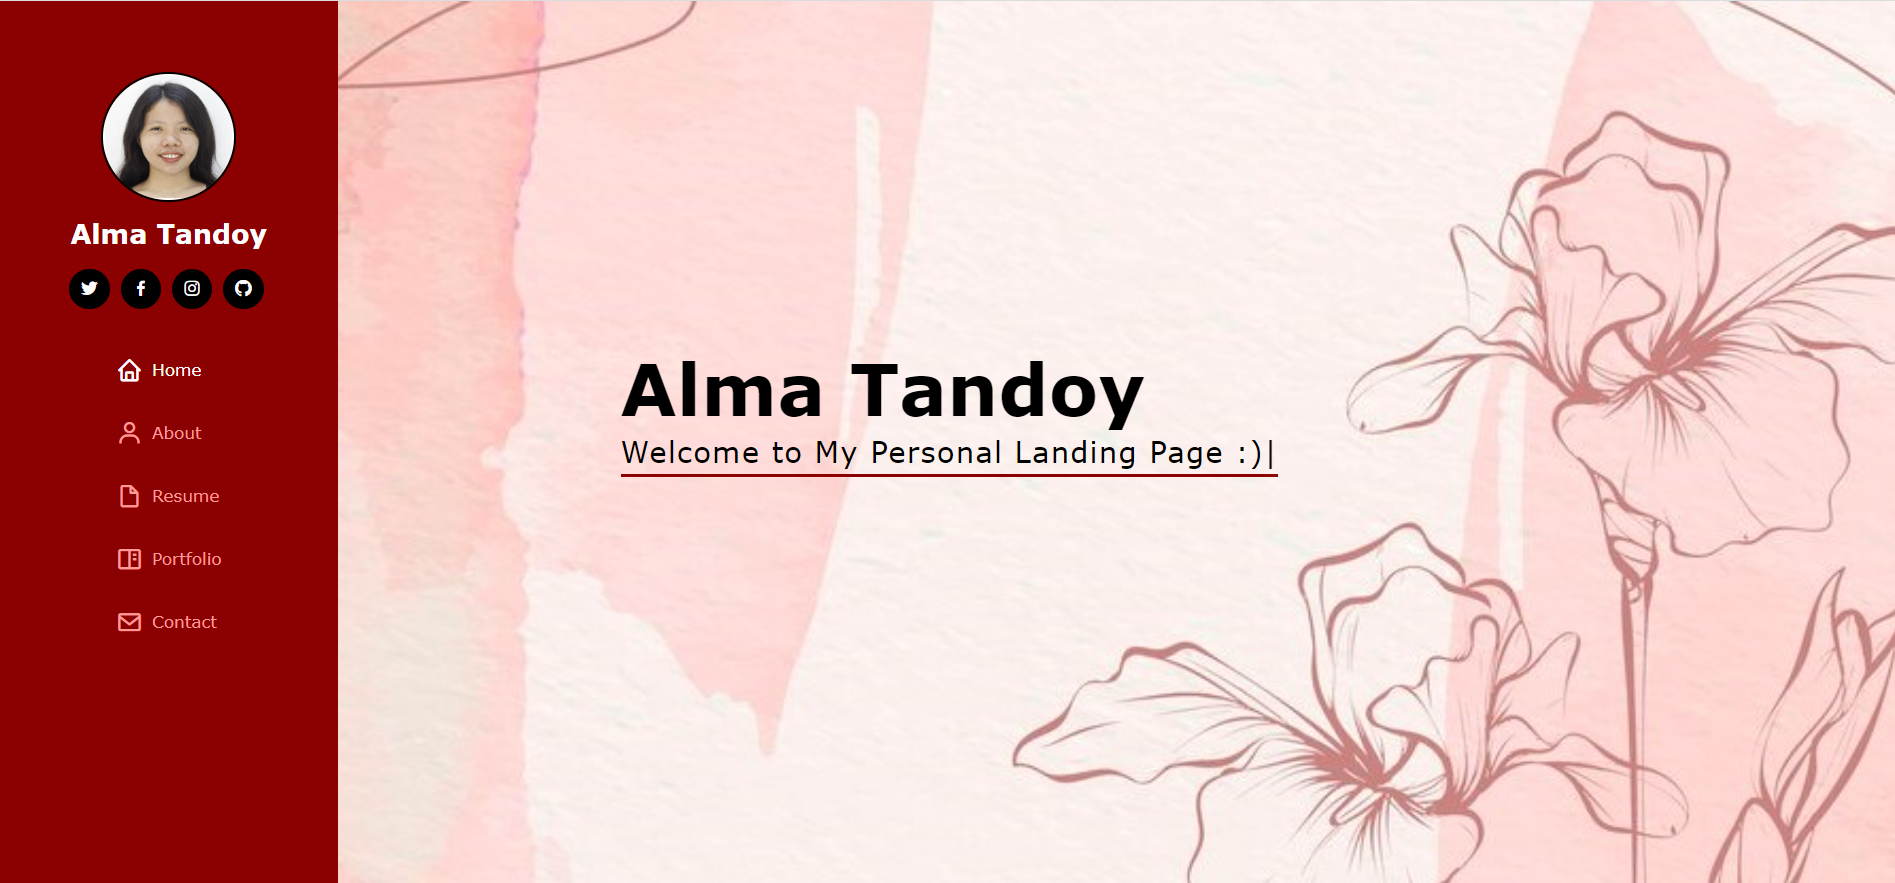 Alma Tandoy
Home
About
Resume
Portfolio
Contact
Alma Tandoy
Welcome to My Personal Landing Page :)|